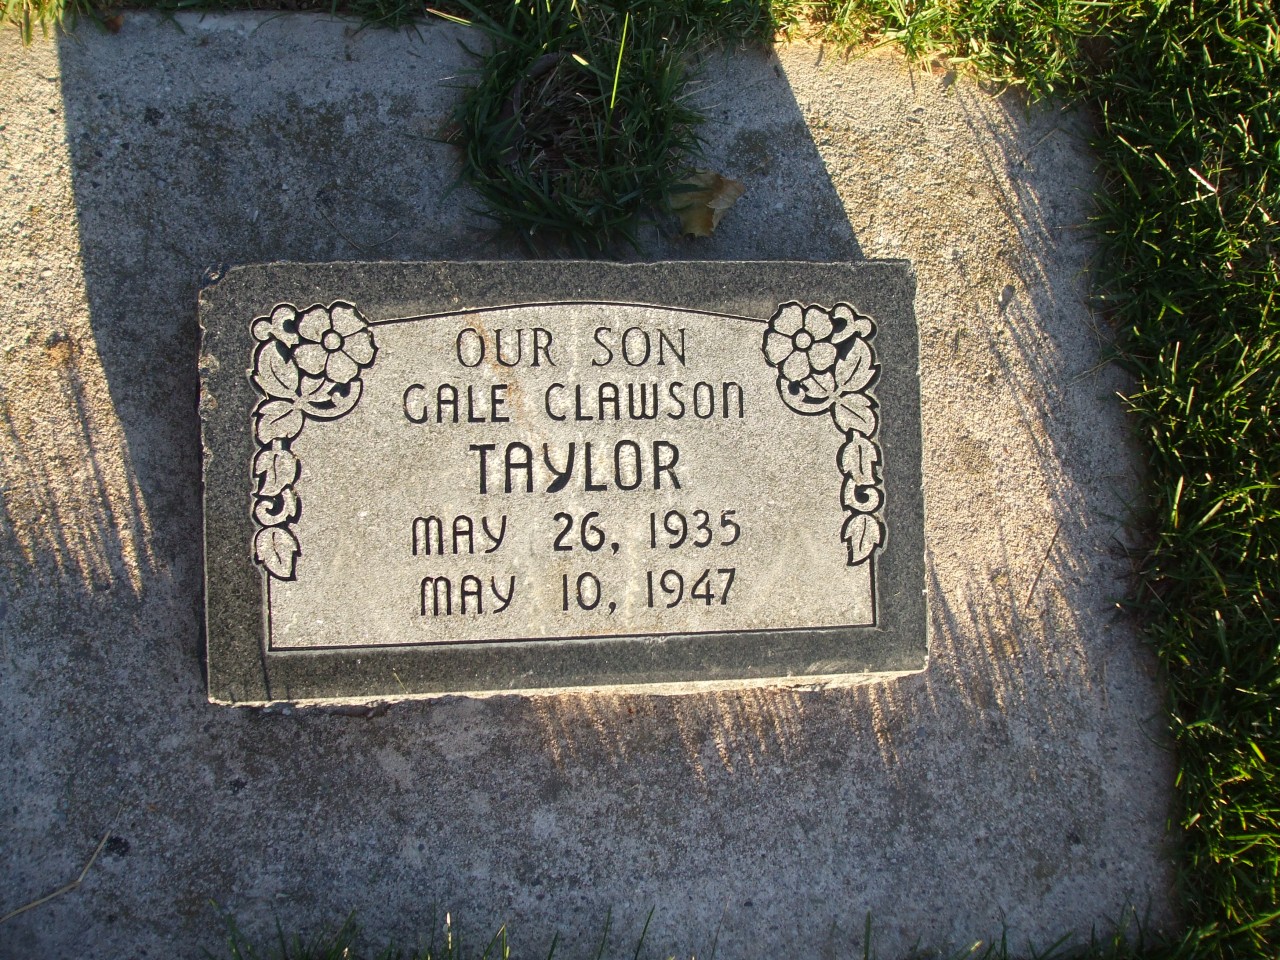 OUR SON
GALE CLAWSON
TAYLOR
MAY 26, 1935
MAY 10, 1947